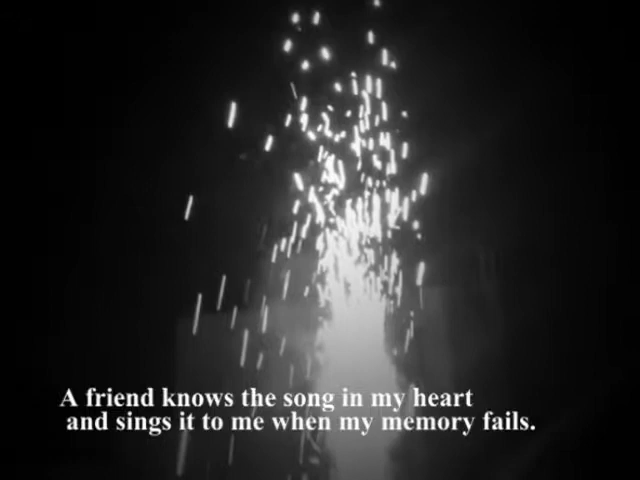 A friend knows the song in my heart
and sings it to me when my memory fails.